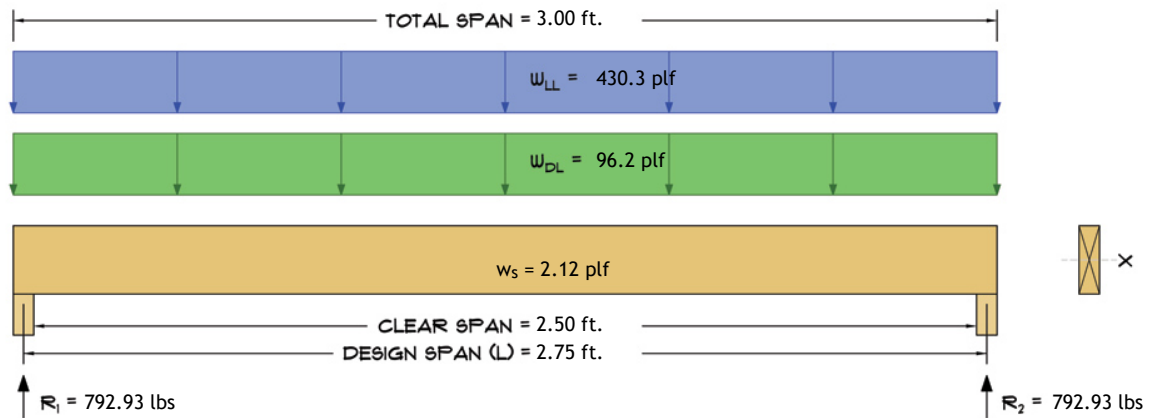 TOTAL SPAN = 3.00 ft.
WLL = 430.3 plf
WDL = 96.2 plf
ws = 2.12 plf
X
CLEAR SPAN = 2.50 ft.
DESIGN SPAN (L) = 2.75 ft.
R1 = 792.93 lbs
R2 = 792.93 lbs